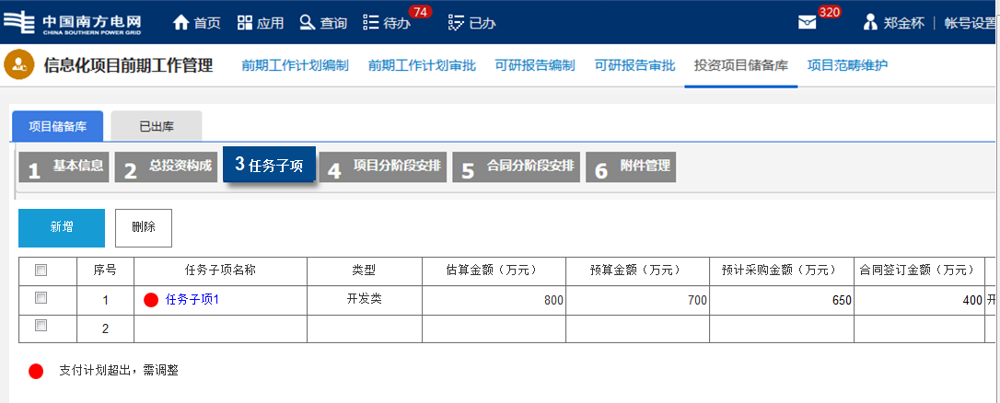 中国南方电网
CHINA SOUTHERN POWER GRID
首页 应用 查询 待办 74 已办 320 郑金杯 | 帐号设置
信息化项目前期工作管理 前期工作计划编制 前期工作计划审批 可研报告编制 可研报告审批 投资项目储备库 项目范畴维护
项目储备库 已出库
1 基本信息 2 总投资构成 3 任务子项 4 项目分阶段安排 5 合同分阶段安排 6 附件管理
新增 删除
序号 任务子项名称 类型 估算金额（万元） 预算金额（万元） 预计采购金额（万元） 合同签订金额（万元）
1 任务子项1 开发类 800 700 650 400 开
2
支付计划超出，需调整